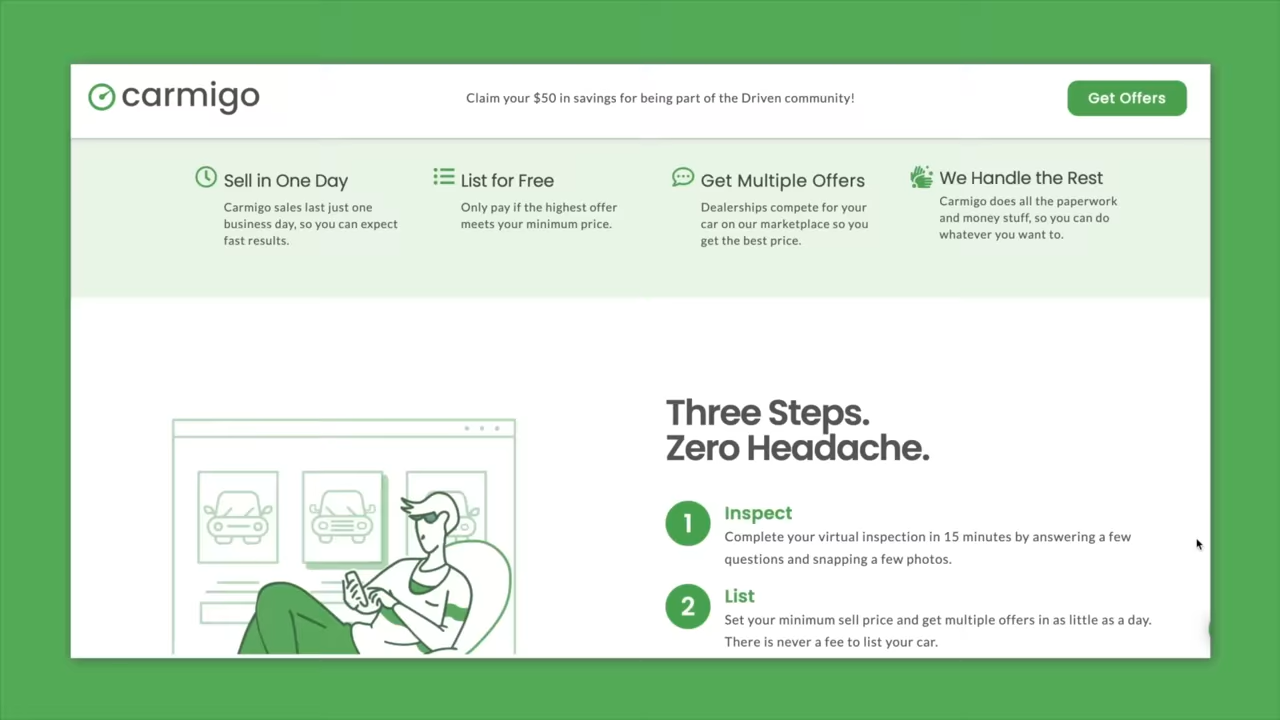 carmigo
Claim your $50 in savings for being part of the Driven community!
Get Offers
Sell in One Day
Carmigo sales last just one
business day, so you can expect
fast results.
List for Free
Only pay if the highest offer
meets your minimum price.
Get Multiple Offers
Dealerships compete for your
car on our marketplace so you
get the best price.
We Handle the Rest
Carmigo does all the paperwork
and money stuff, so you can do
whatever you want to.
Three Steps.
Zero Headache.
1
Inspect
Complete your virtual inspection in 15 minutes by answering a few
questions and snapping a few photos.
2
List
Set your minimum sell price and get multiple offers in as little as a day.
There is never a fee to list your car.